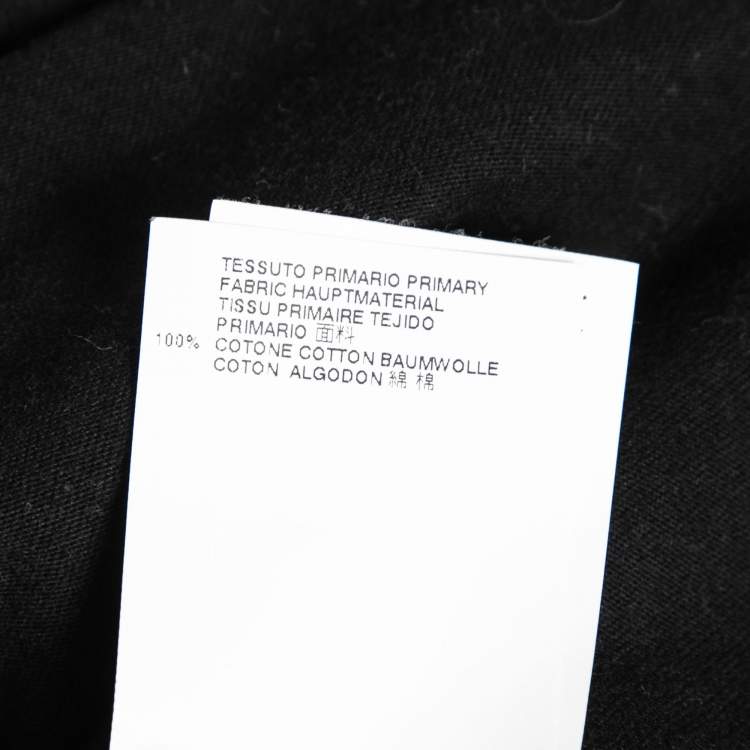 TESSUTO PRIMARIO PRIMARY
FABRIC HAUPTMATERIAL
TISSU PRIMAIRE TEJIDO
PRIMARIO 面料
100% COTONE COTTON BAUMWOLLE
COTON ALGODON 綿 棉